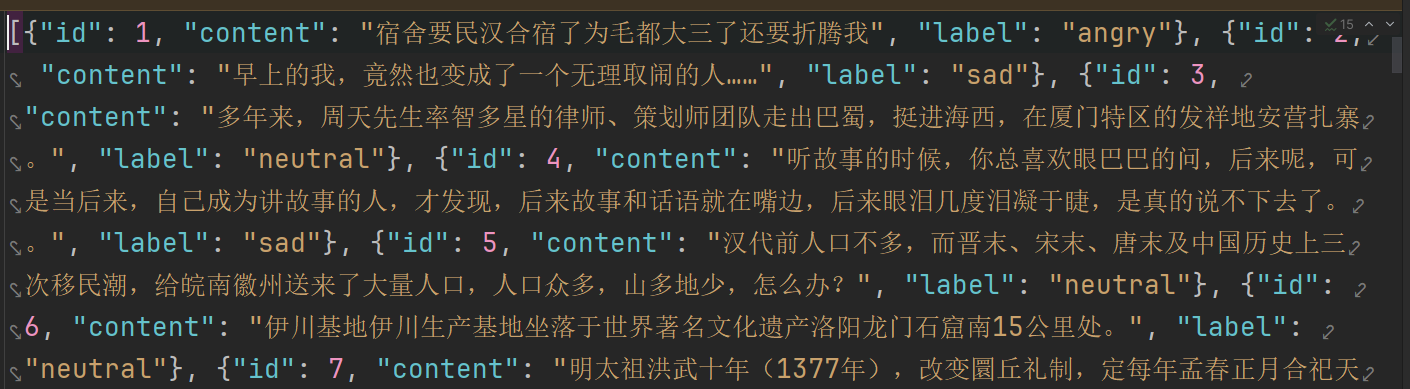 [{"id": 1, "content": "宿舍要民汉合宿了为毛都大三了还要折腾我", "label": "angry"}, {"id": 2,
15
"content": "早上的我，竟然也变成了一个无理取闹的人……", "label": "sad"}, {"id": 3,
"content": "多年来，周天先生率智多星的律师、策划师团队走出巴蜀，挺进海西，在厦门特区的发祥地安营扎寨
。", "label": "neutral"}, {"id": 4, "content": "听故事的时候，你总喜欢眼巴巴的问，后来呢，可
是当后来，自己成为讲故事的人，才发现，后来故事和话语就在嘴边，后来眼泪几度泪凝于睫，是真的说不下去了。
。", "label": "sad"}, {"id": 5, "content": "汉代前人口不多，而晋末、宋末、唐末及中国历史上三
次移民潮，给皖南徽州送来了大量人口，人口众多，山多地少，怎么办？", "label": "neutral"}, {"id":
6, "content": "伊川基地伊川生产基地坐落于世界著名文化遗产洛阳龙门石窟南15公里处。", "label":
"neutral"}, {"id": 7, "content": "明太祖洪武十年（1377年），改变圜丘礼制，定每年孟春正月合祀天